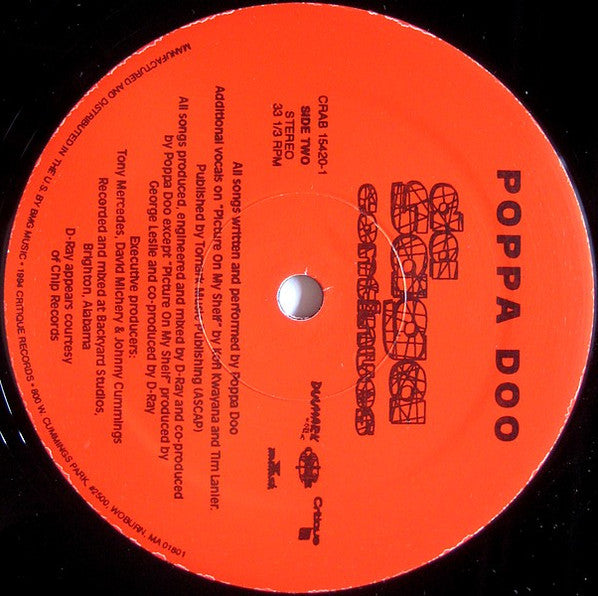 POPPA DOO
CRAB 15420-1
SIDE TWO
STEREO
33 1/3 RPM
Critique
All songs written and performed by Poppa Doo
Additional vocals on "Picture On My Shelf" by Kofi Kwayana and Tim Lanier.
Published by Tomark Music Publishing (ASCAP)
All songs produced, engineered and mixed by D-Ray and co-produced
by Poppa Doo except "Picture On My Shelf" produced by
George Leslie and co-produced by D-Ray
Executive producers:
Tony Mercedes, David Michery & Johnny Cummings
Recorded and mixed at Backyard Studios,
Brighton, Alabama
D-Ray appears courtesy
of Chip Records
MANUFACTURED AND DISTRIBUTED IN THE U.S. BY BMG MUSIC • 1994 CRITIQUE RECORDS • 800 W. CUMMINGS PARK, #2500, WOBURN, MA 01801